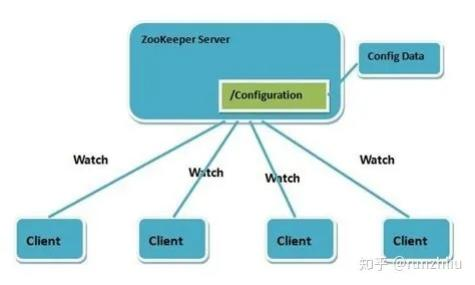 ZooKeeper Server
Config Data
/Configuration
Watch
Watch
Watch
Watch
Client
Client
Client
Client
知乎 @runzhliu